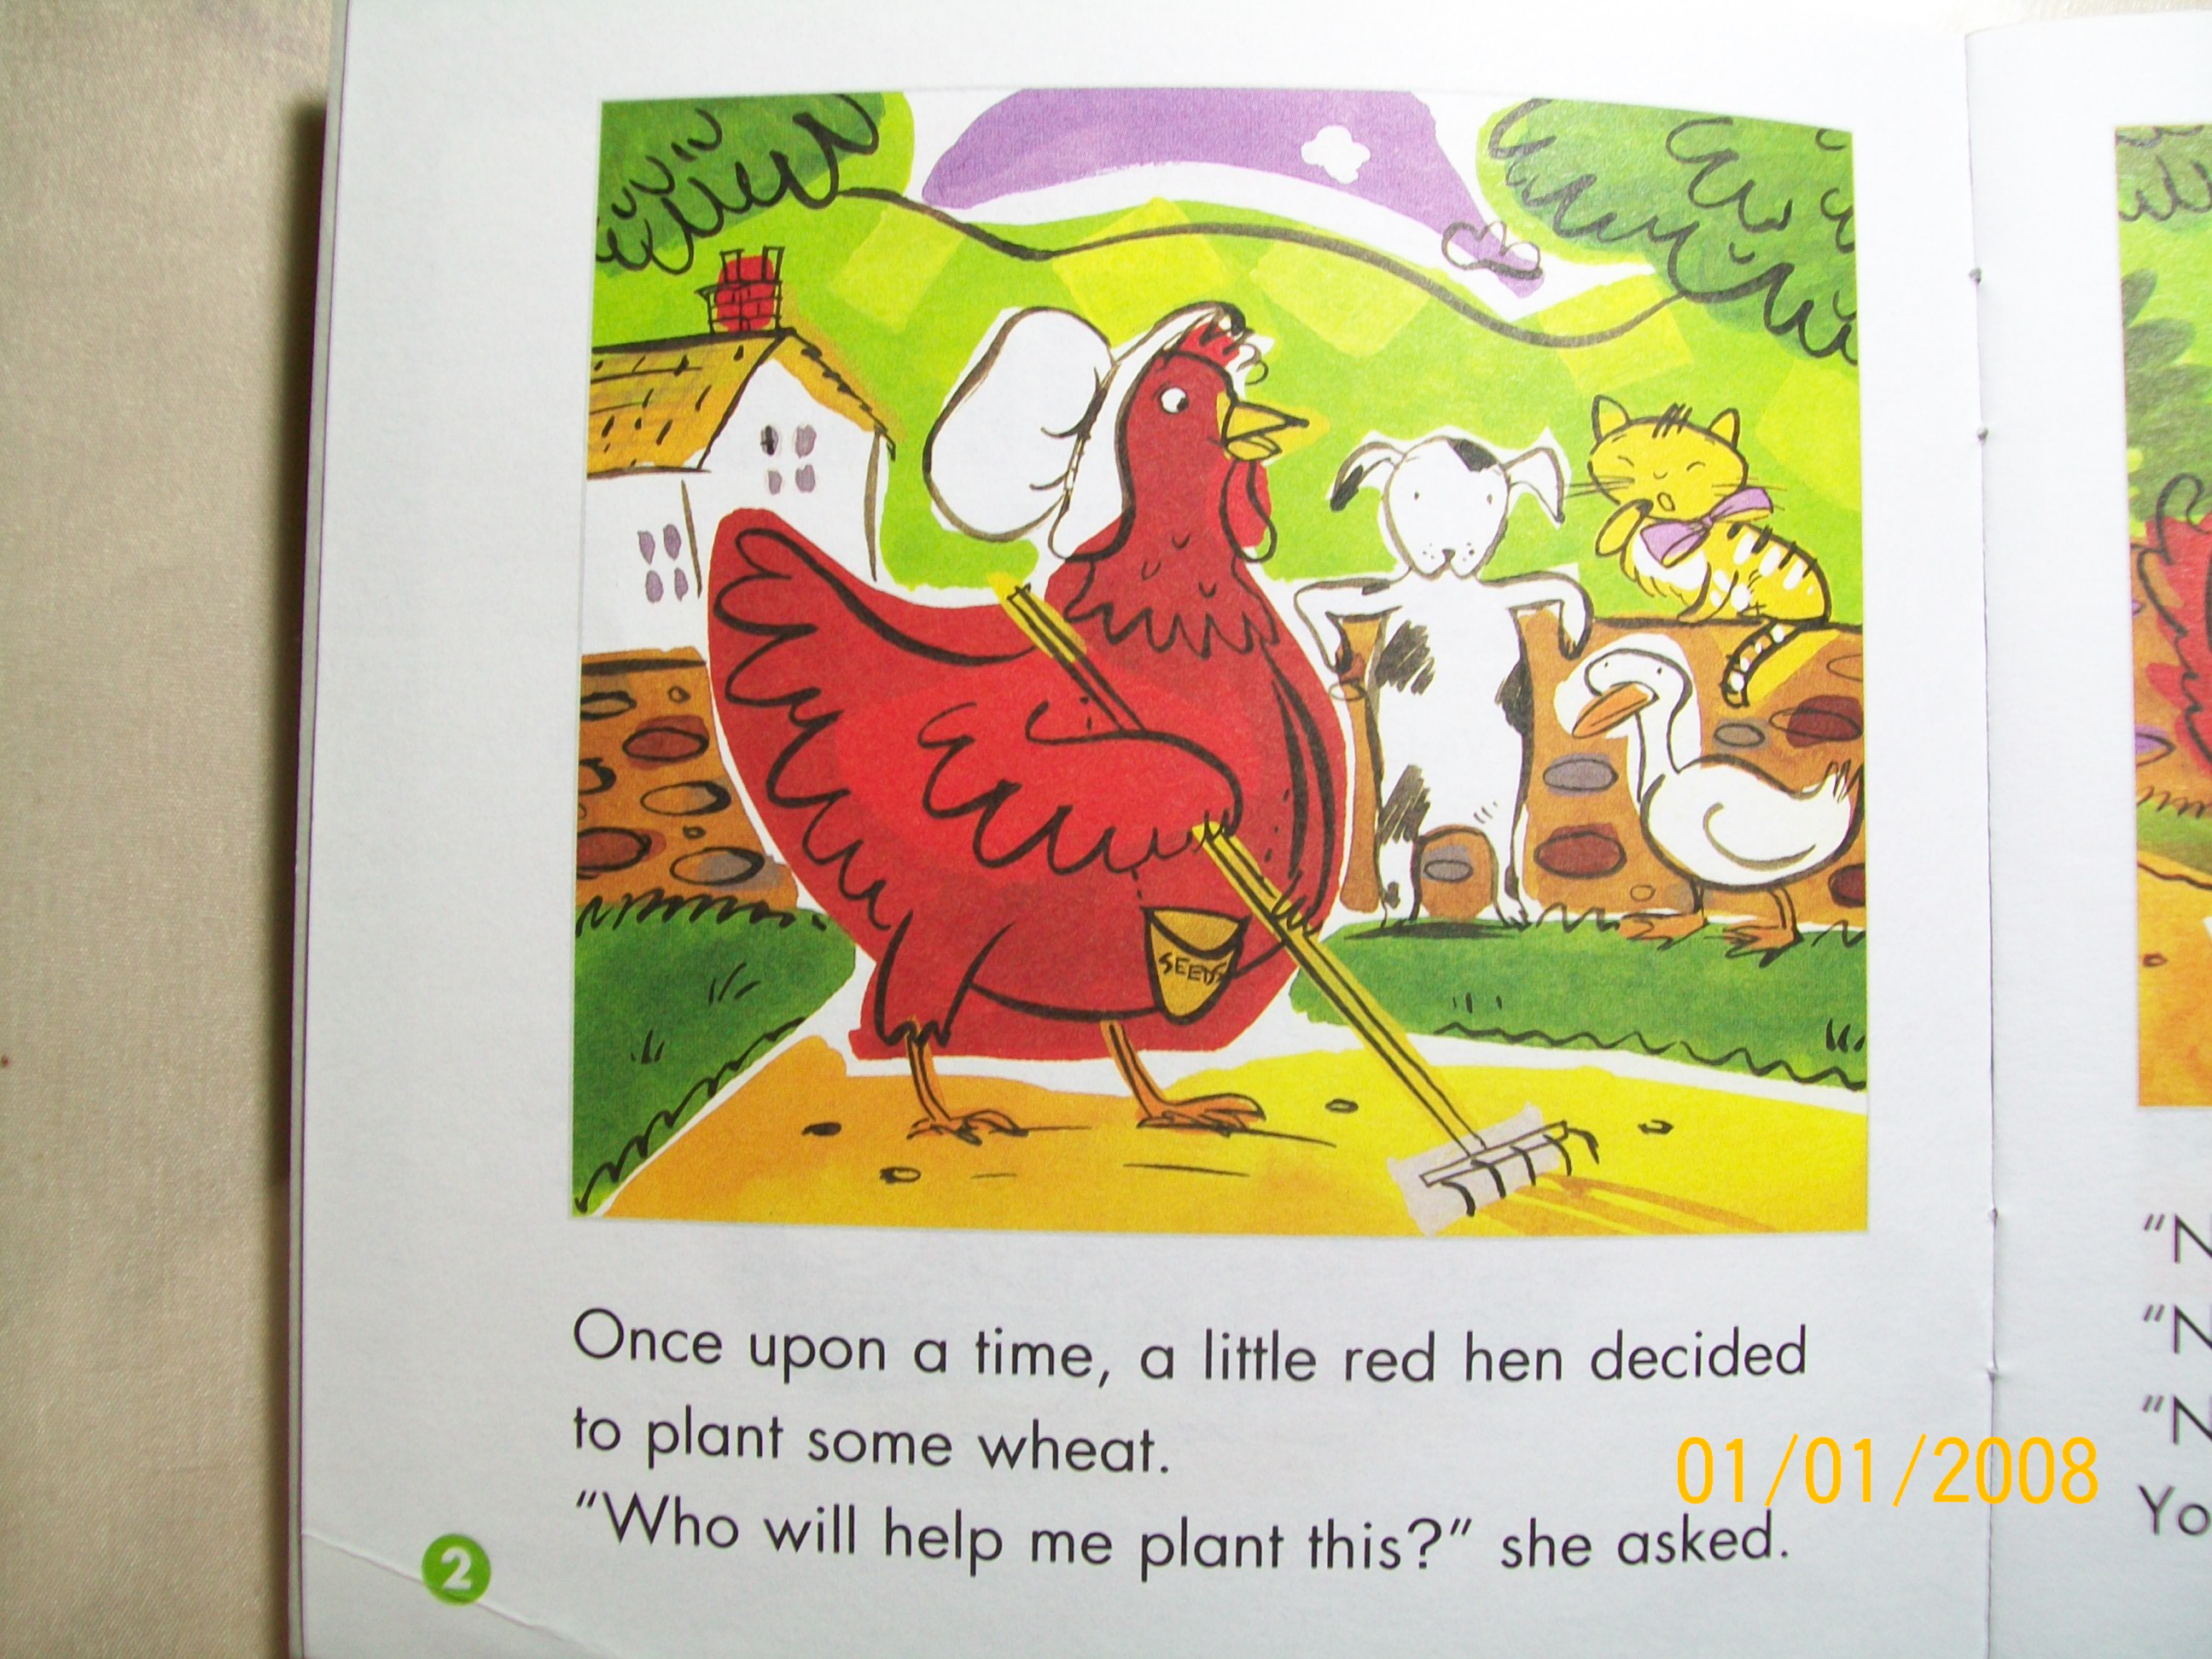 SEEDS
Once upon a time, a little red hen decided
to plant some wheat.
"Who will help me plant this?" she asked.
2
01/01/2008
"N
"N
"N
Yo